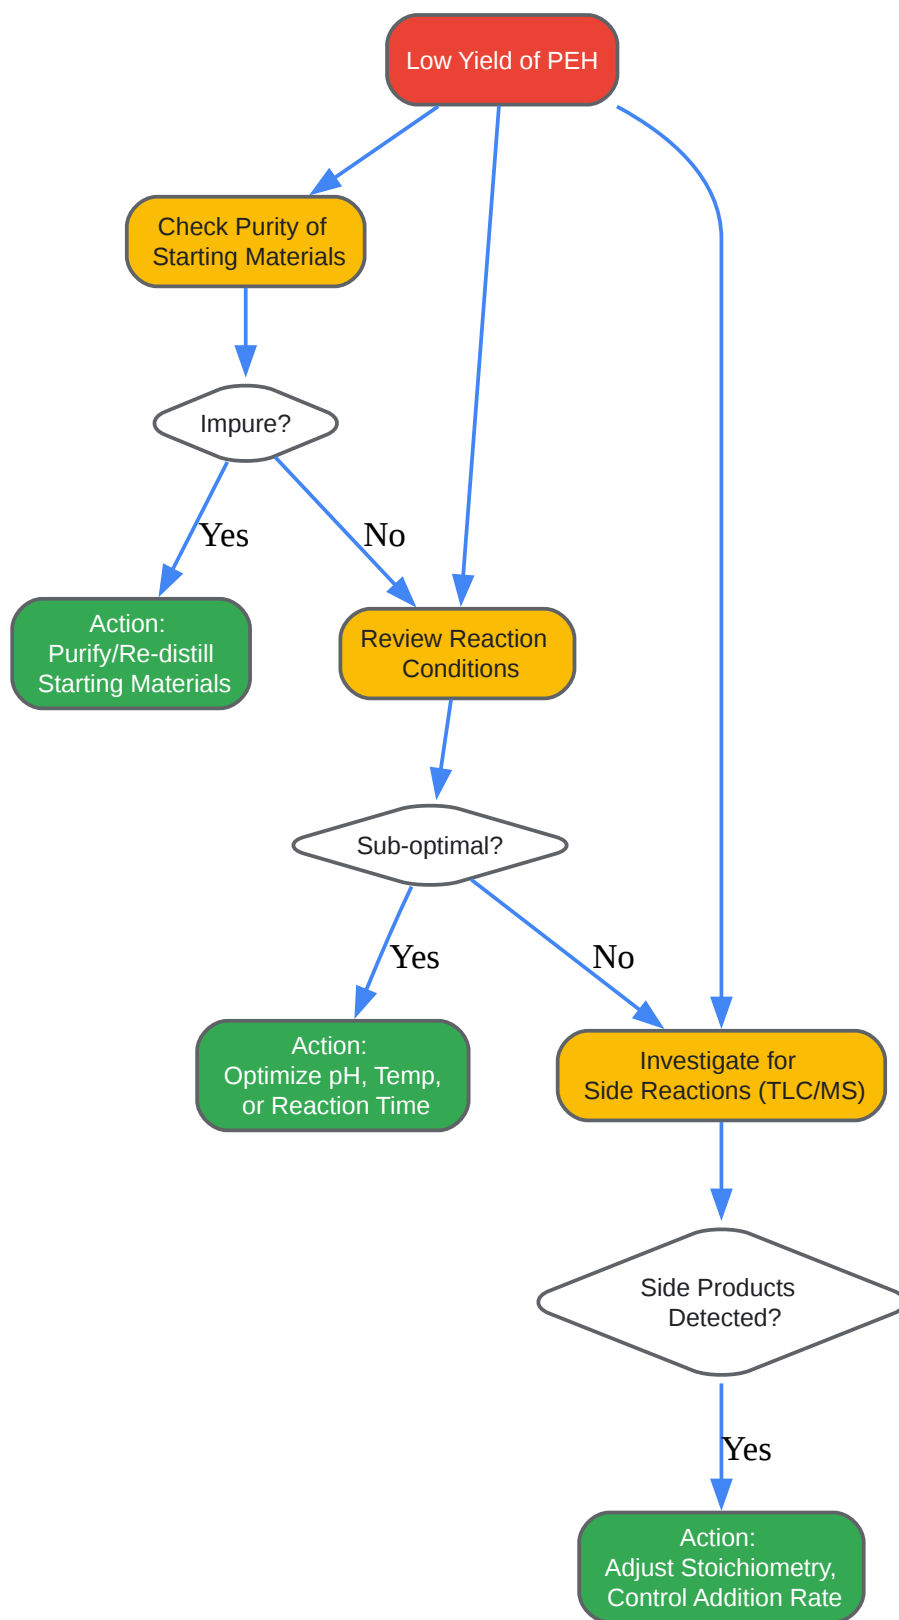 Low Yield of PEH
Check Purity of
Starting Materials
Impure?
Yes
No
Action:
Purify/Re-distill
Starting Materials
Review Reaction
Conditions
Sub-optimal?
Yes
No
Action:
Optimize pH, Temp,
or Reaction Time
Investigate for
Side Reactions (TLC/MS)
Side Products
Detected?
Yes
Action:
Adjust Stoichiometry,
Control Addition Rate